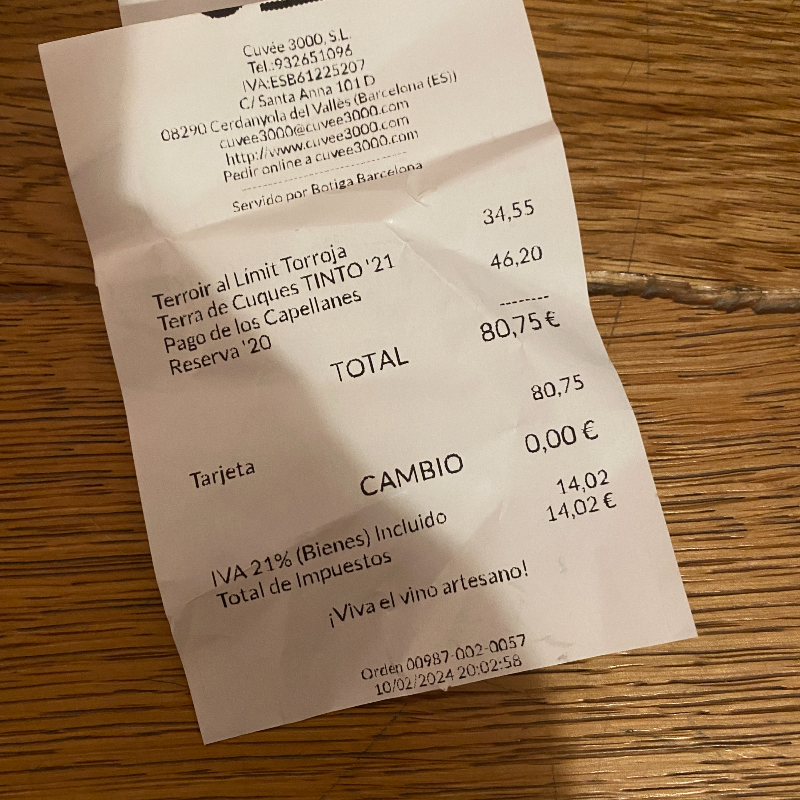 Cuvée 3000, S.L.
Tel.:932651096
IVA:ESB61225207
C/ Santa Anna 101 D
08290 Cerdanyola del Vallès (Barcelona (ES))
cuvee3000@cuvee3000.com
http://www.cuvee3000.com
Pedir online a cuvee3000.com
--------------------------------
Servido por Botiga Barcelona
Terroir al Límit Torroja 34,55
Terra de Cuques TINTO '21
Pago de los Capellanes 46,20
Reserva '20
--------
TOTAL 80,75 €
Tarjeta 80,75
CAMBIO 0,00 €
IVA 21% (Bienes) Incluido 14,02
Total de Impuestos 14,02 €
¡Viva el vino artesano!
Orden 00987-002-0057
10/02/2024 20:02:58